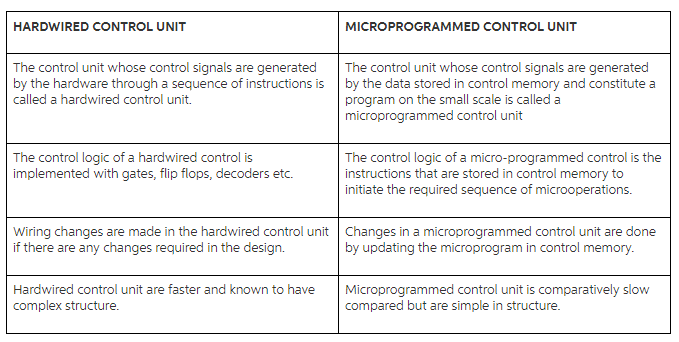 HARDWIRED CONTROL UNIT
MICROPROGRAMMED CONTROL UNIT
The control unit whose control signals are generated
by the hardware through a sequence of instructions is
called a hardwired control unit.
The control unit whose control signals are generated
by the data stored in control memory and constitute a
program on the small scale is called a
microprogrammed control unit
The control logic of a hardwired control is
implemented with gates, flip flops, decoders etc.
The control logic of a micro-programmed control is the
instructions that are stored in control memory to
initiate the required sequence of microoperations.
Wiring changes are made in the hardwired control unit
if there are any changes required in the design.
Changes in a microprogrammed control unit are done
by updating the microprogram in control memory.
Hardwired control unit are faster and known to have
complex structure.
Microprogrammed control unit is comparatively slow
compared but are simple in structure.